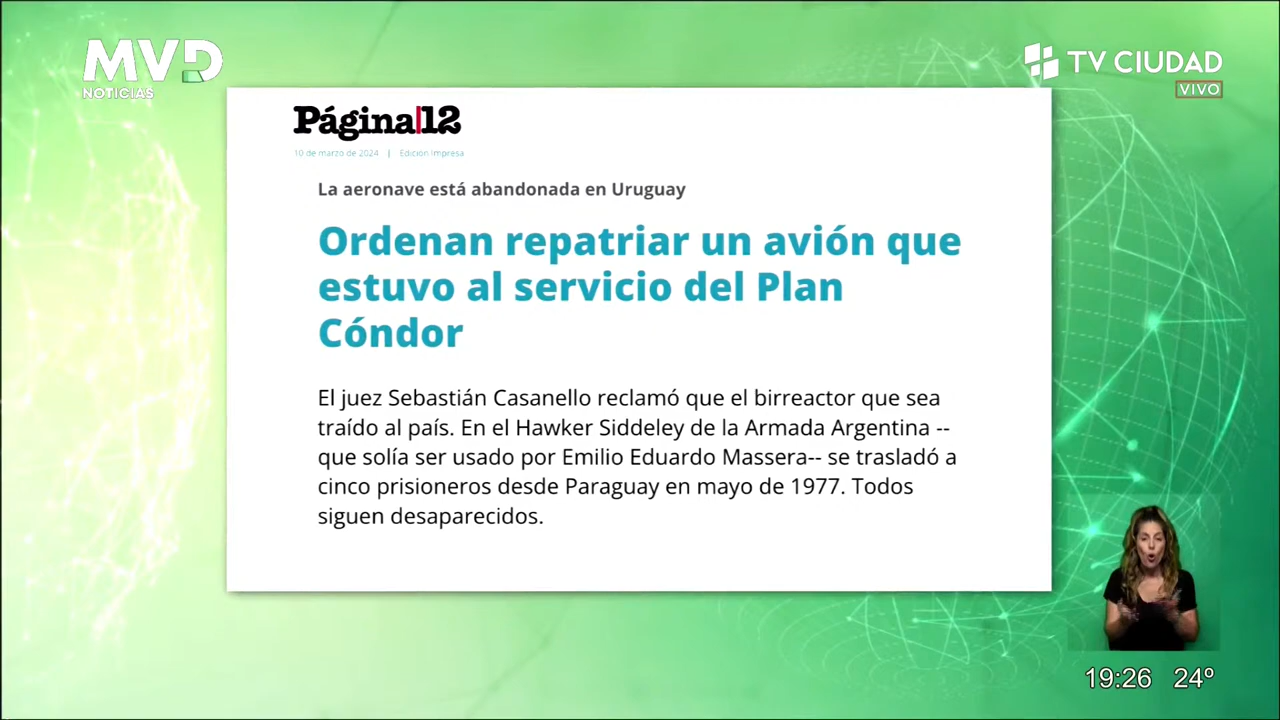 MVD
NOTICIAS
TV CIUDAD
VIVO
Página|12
10 de marzo de 2024 | Edición Impresa
La aeronave está abandonada en Uruguay
Ordenan repatriar un avión que
estuvo al servicio del Plan
Cóndor
El juez Sebastián Casanello reclamó que el birreactor que sea
traído al país. En el Hawker Siddeley de la Armada Argentina --
que solía ser usado por Emilio Eduardo Massera-- se trasladó a
cinco prisioneros desde Paraguay en mayo de 1977. Todos
siguen desaparecidos.
19:26 24º